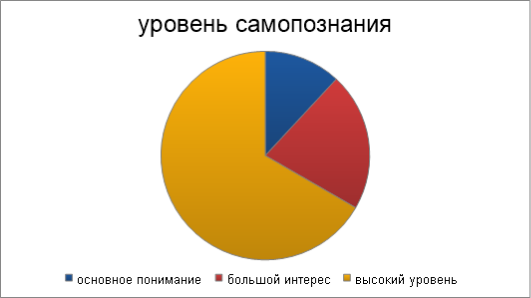 уровень самопознания
основное понимание большой интерес высокий уровень